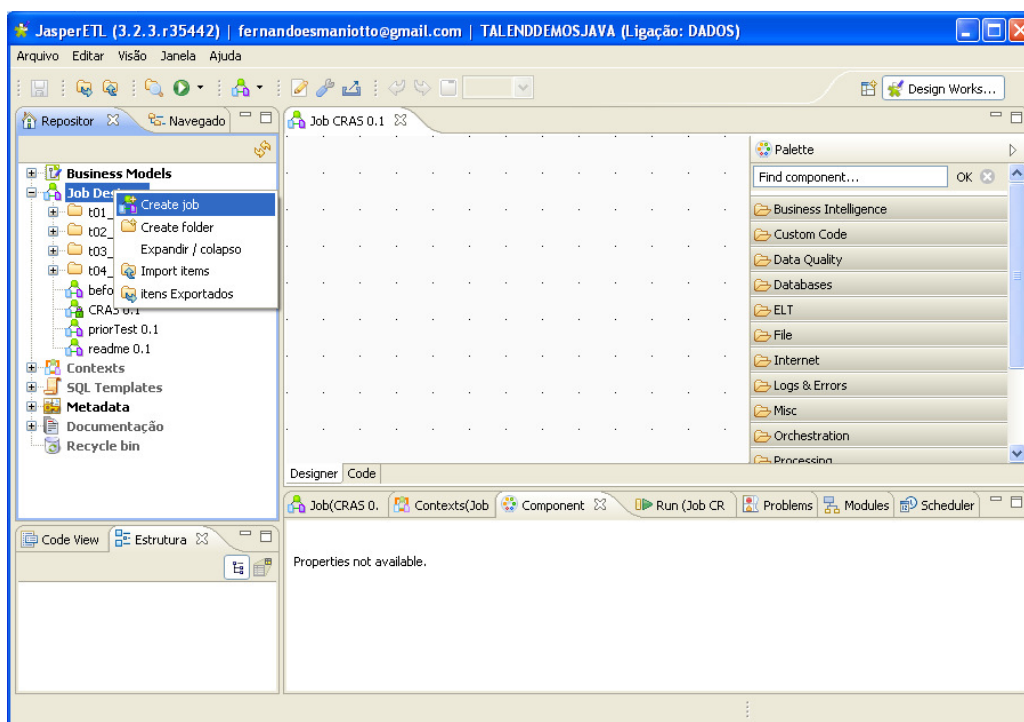 JasperETL (3.2.3.r35442) | fernandoesmaniotto@gmail.com | TALENDDEMOSJAVA (Ligação: DADOS)
Arquivo Editar Visão Janela Ajuda
Design Works...
Repositor
Navegado
Business Models
Job Des
Create job
t01_
Create folder
t02_
Expandir / colapso
t03_
Import items
t04_
itens Exportados
befo
CRAS 0.1
priorTest 0.1
readme 0.1
Contexts
SQL Templates
Metadata
Documentação
Recycle bin
Job CRAS 0.1
Designer Code
Palette
Find component... OK
Business Intelligence
Custom Code
Data Quality
Databases
ELT
File
Internet
Logs & Errors
Misc
Orchestration
Processing
Code View Estrutura
Job(CRAS 0. Contexts(Job Component Run (Job CR Problems Modules Scheduler
Properties not available.